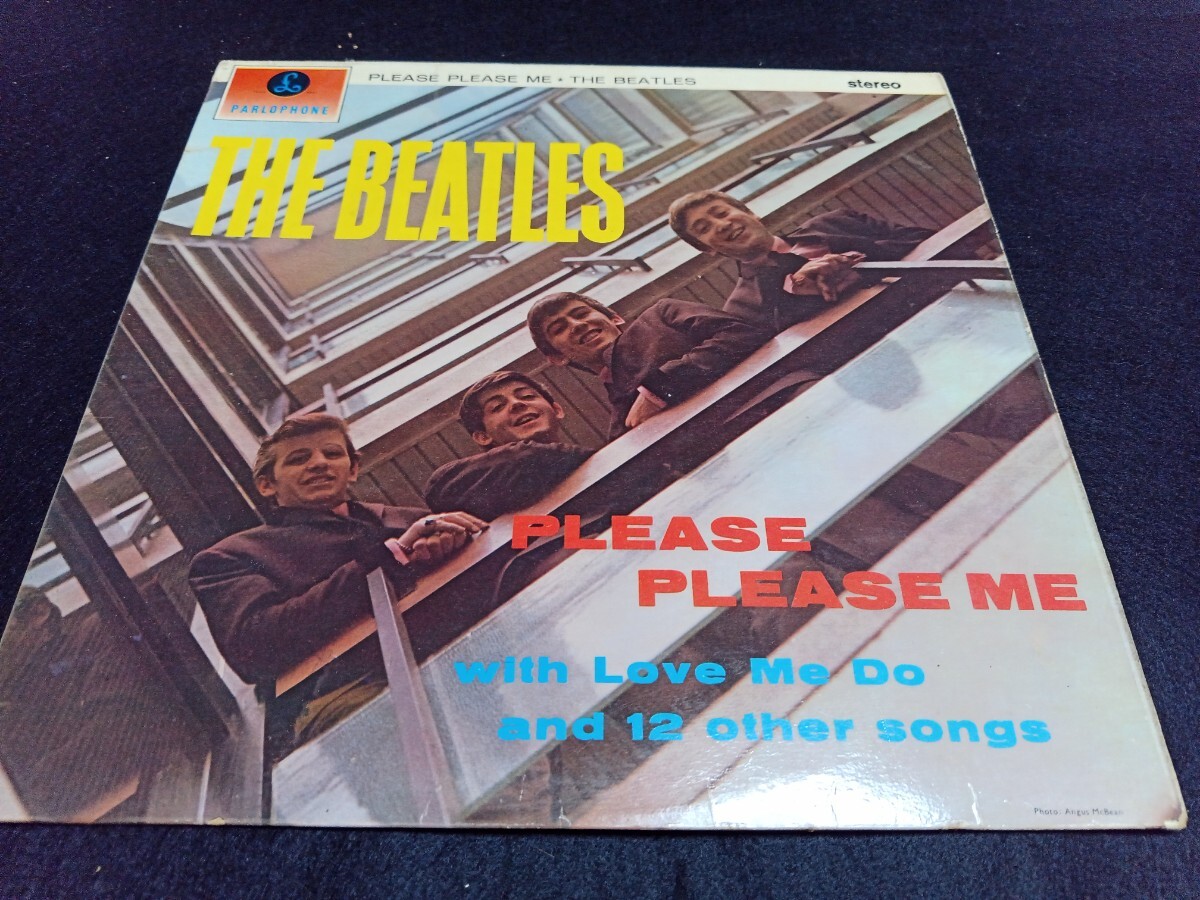 PLEASE PLEASE ME • THE BEATLES
stereo
£
PARLOPHONE
THE BEATLES
PLEASE
PLEASE ME
with Love Me Do
and 12 other songs
Photo: Angus McBean